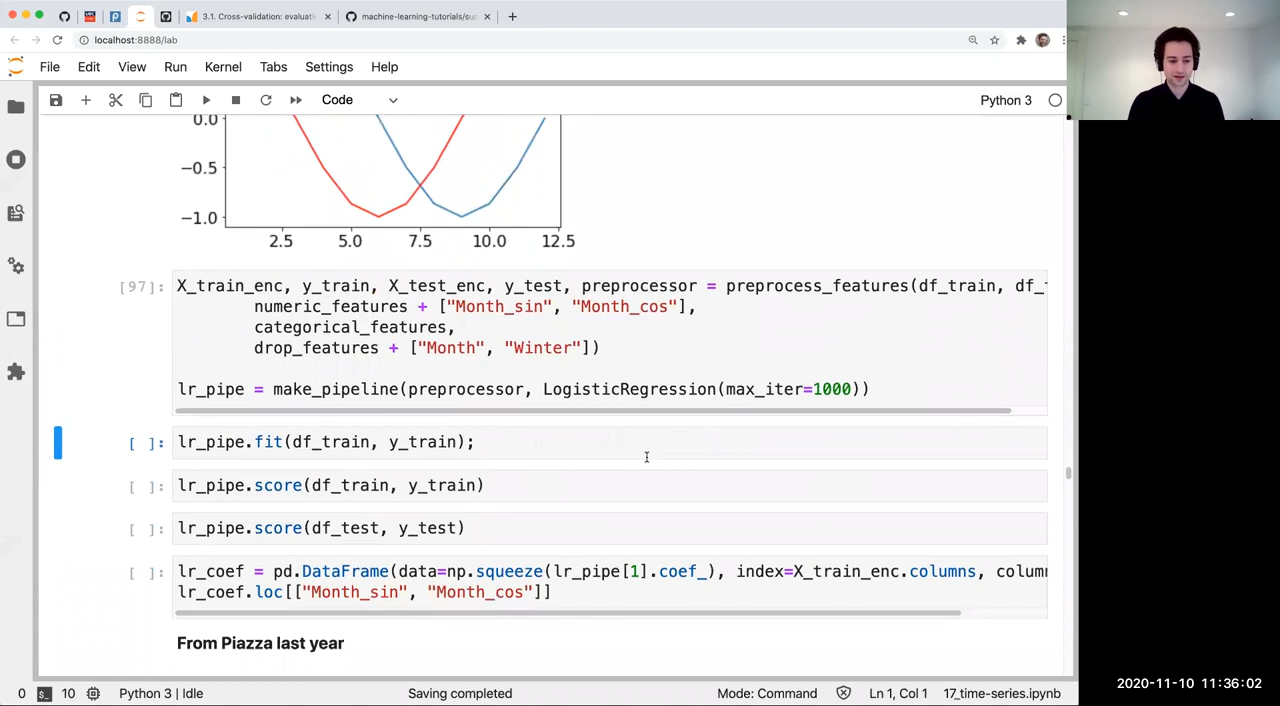 3.1. Cross-validation: evaluati
machine-learning-tutorials/su
localhost:8888/lab
File Edit View Run Kernel Tabs Settings Help
Code
Python 3
0.0
−0.5
−1.0
2.5 5.0 7.5 10.0 12.5
[97]: X_train_enc, y_train, X_test_enc, y_test, preprocessor = preprocess_features(df_train, df_t
numeric_features + ["Month_sin", "Month_cos"],
categorical_features,
drop_features + ["Month", "Winter"])
lr_pipe = make_pipeline(preprocessor, LogisticRegression(max_iter=1000))
[ ]: lr_pipe.fit(df_train, y_train);
[ ]: lr_pipe.score(df_train, y_train)
[ ]: lr_pipe.score(df_test, y_test)
[ ]: lr_coef = pd.DataFrame(data=np.squeeze(lr_pipe[1].coef_), index=X_train_enc.columns, colum
lr_coef.loc[["Month_sin", "Month_cos"]]
From Piazza last year
0 10 Python 3 | Idle Saving completed Mode: Command Ln 1, Col 1 17_time-series.ipynb
2020-11-10 11:36:02